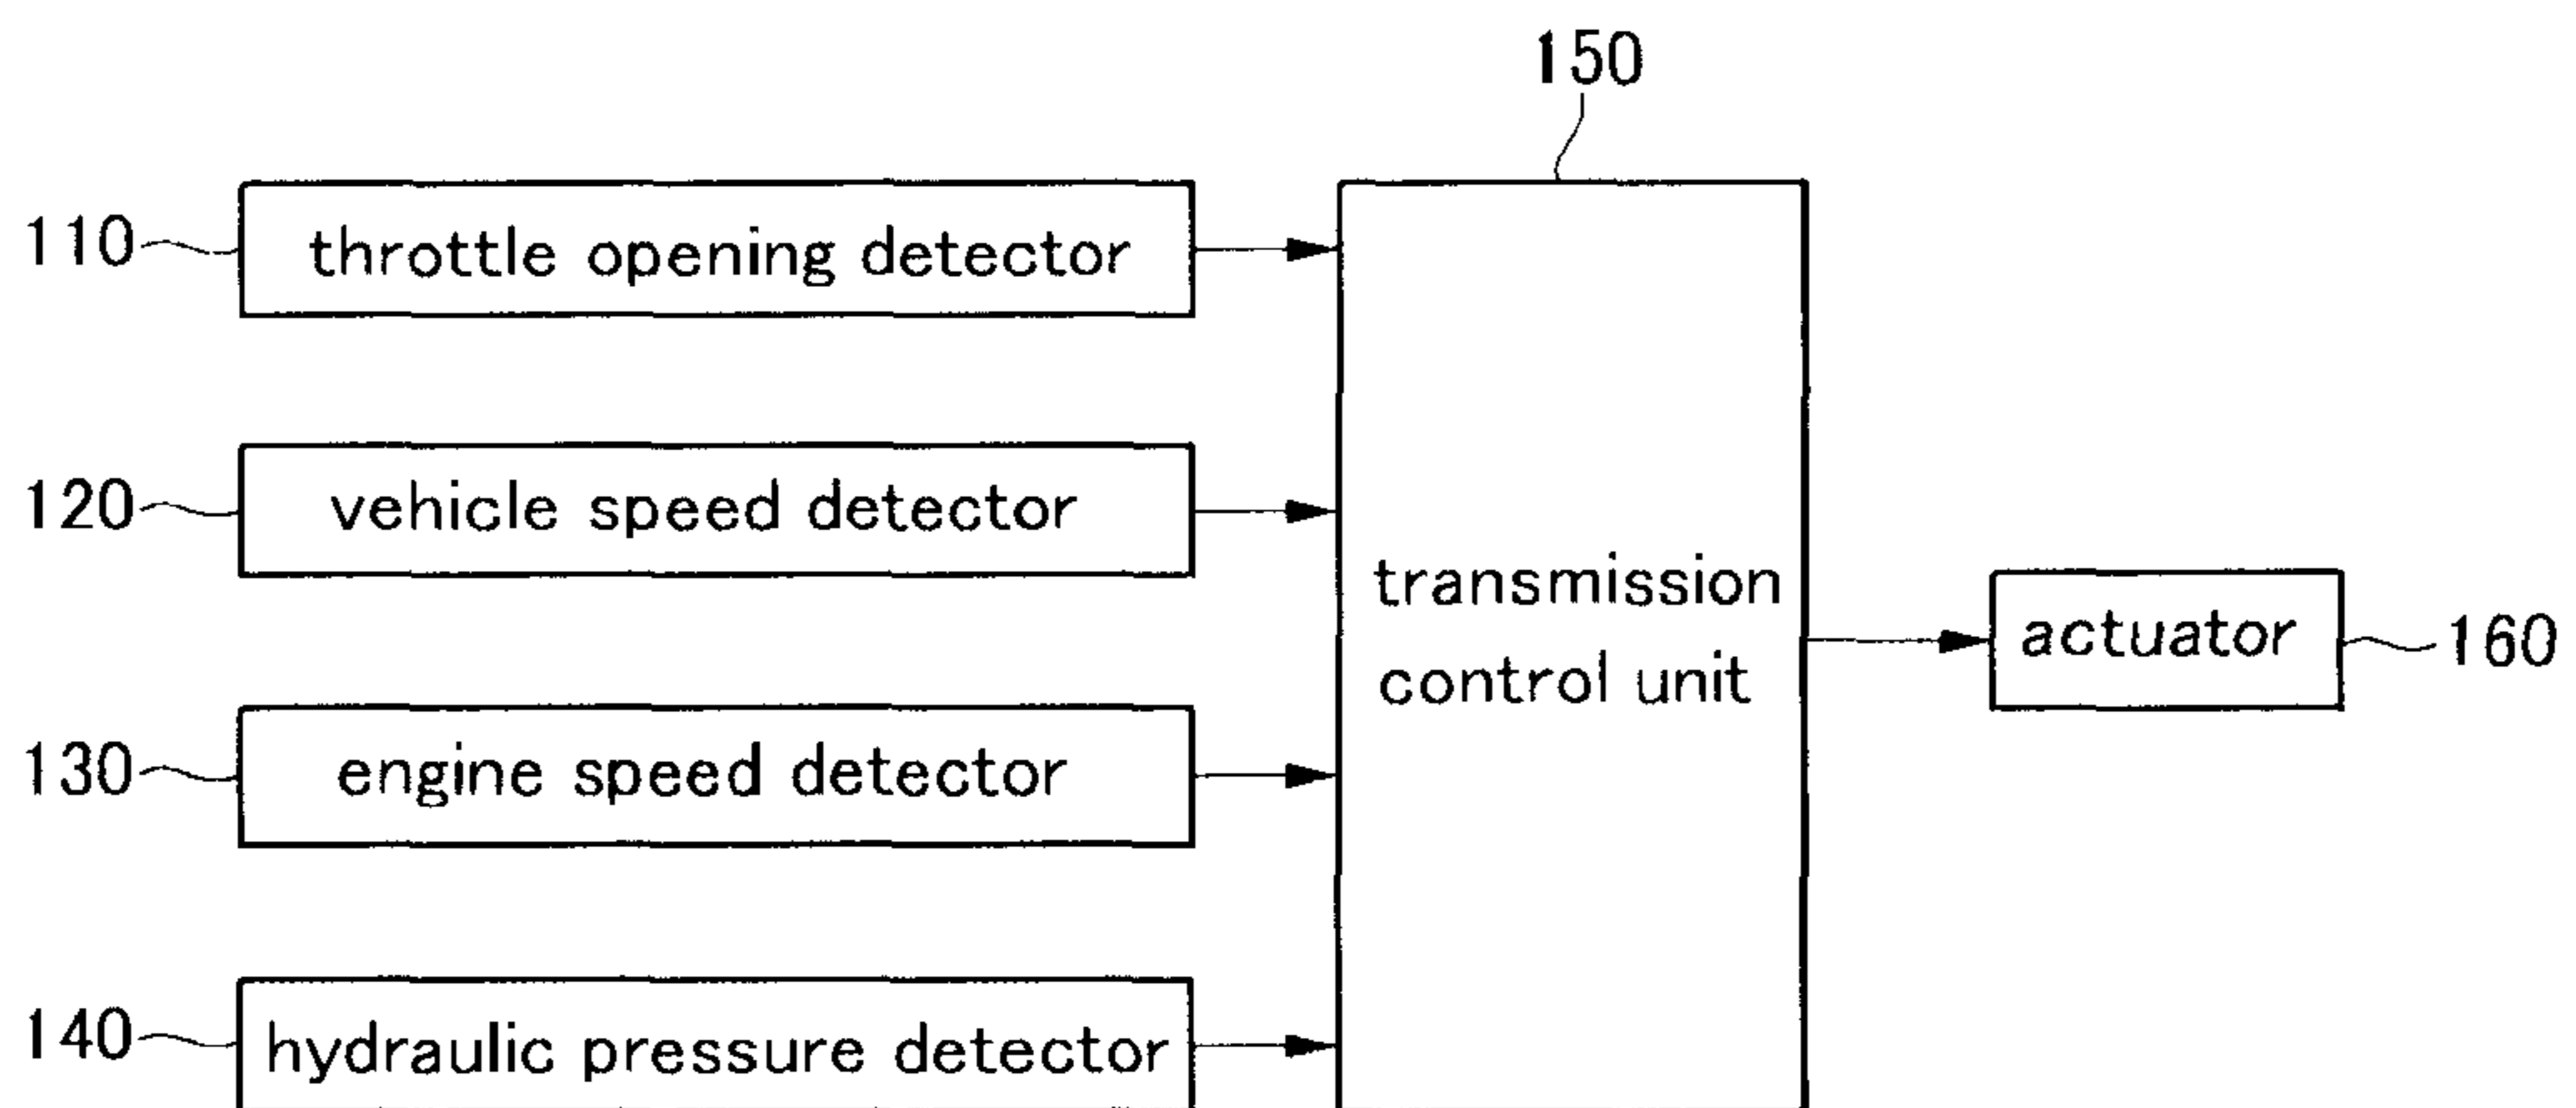 150
110 throttle opening detector
120 vehicle speed detector
transmission
control unit
actuator 160
130 engine speed detector
140 hydraulic pressure detector